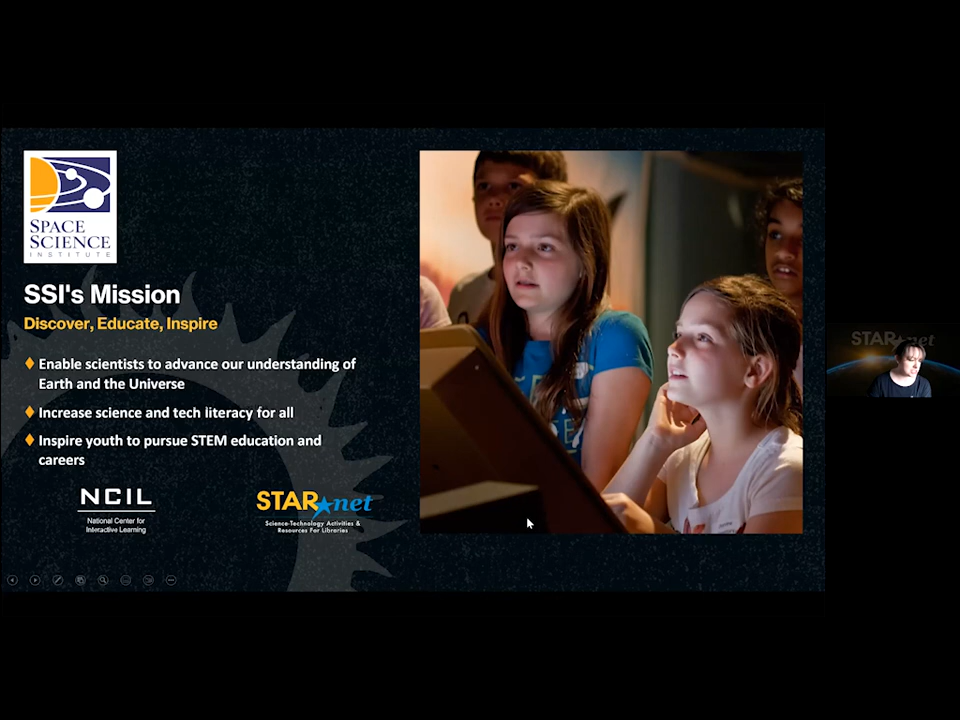 SPACE
SCIENCE
INSTITUTE
SSI's Mission
Discover, Educate, Inspire
Enable scientists to advance our understanding of
Earth and the Universe
Increase science and tech literacy for all
Inspire youth to pursue STEM education and
careers
NCIL
National Center for
Interactive Learning
STAR net
Science-Technology Activities &
Resources For Libraries
STAR net